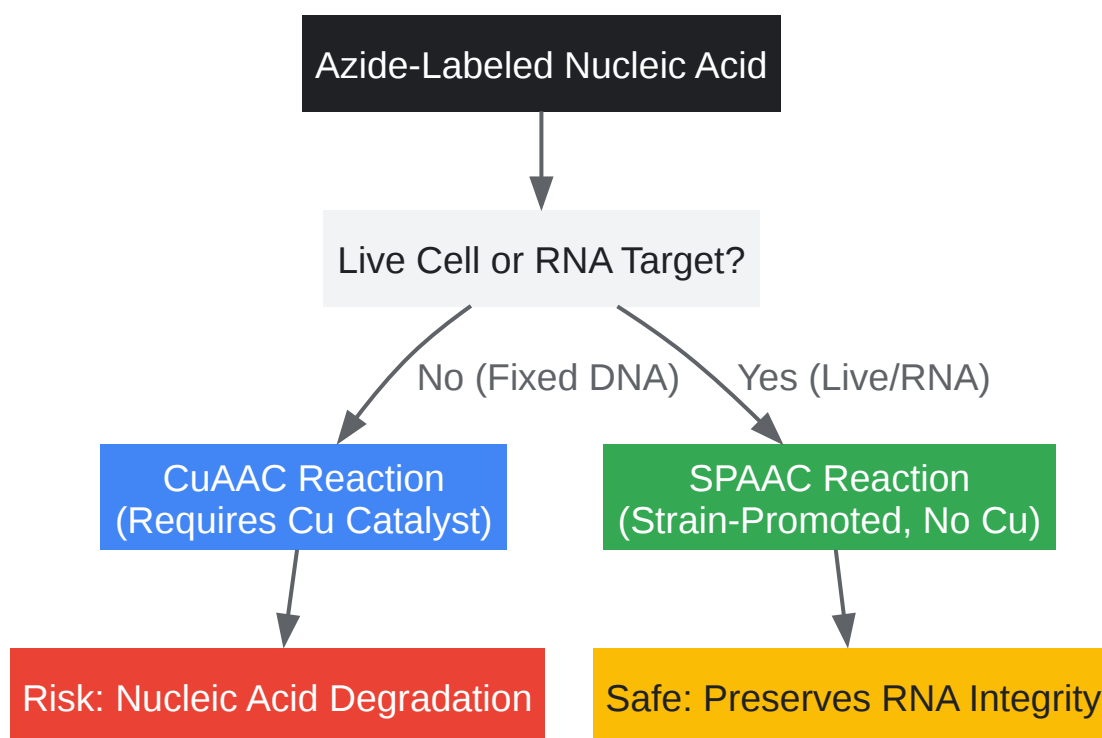 Azide-Labeled Nucleic Acid
Live Cell or RNA Target?
No (Fixed DNA)
Yes (Live/RNA)
CuAAC Reaction
(Requires Cu Catalyst)
SPAAC Reaction
(Strain-Promoted, No Cu)
Risk: Nucleic Acid Degradation
Safe: Preserves RNA Integrity